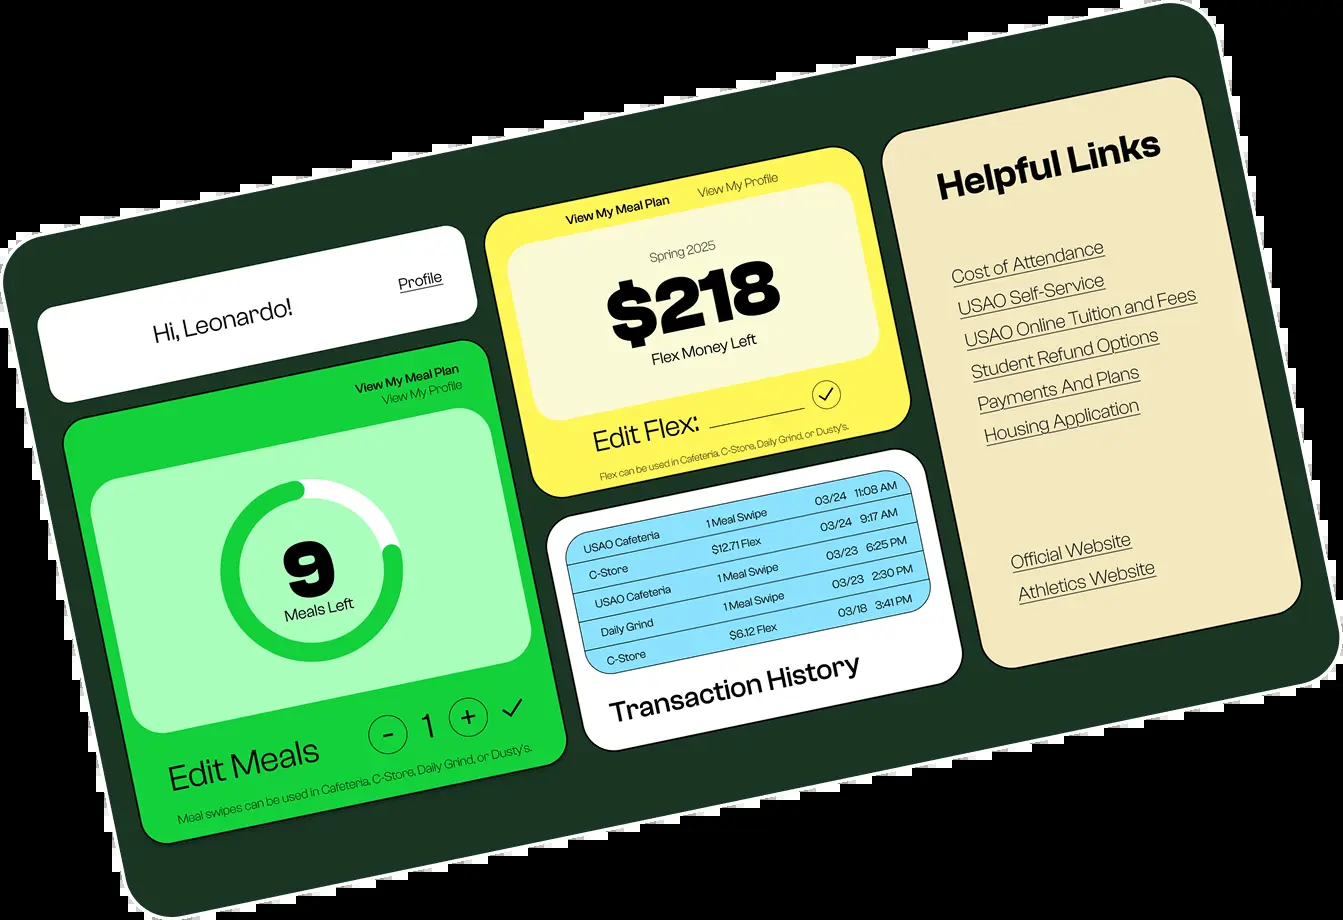 Hi, Leonardo!
Profile
View My Meal Plan
View My Profile
9
Meals Left
Edit Meals
- 1 +
Meal swipes can be used in Cafeteria, C-Store, Daily Grind, or Dusty's.
View My Meal Plan View My Profile
Spring 2025
$218
Flex Money Left
Edit Flex:
Flex can be used in Cafeteria, C-Store, Daily Grind, or Dusty's.
USAO Cafeteria 1 Meal Swipe 03/24 11:08 AM
C-Store $12.71 Flex 03/24 9:17 AM
USAO Cafeteria 1 Meal Swipe 03/23 6:25 PM
Daily Grind 1 Meal Swipe 03/23 2:30 PM
C-Store $6.12 Flex 03/18 3:41 PM
Transaction History
Helpful Links
Cost of Attendance
USAO Self-Service
USAO Online Tuition and Fees
Student Refund Options
Payments And Plans
Housing Application
Official Website
Athletics Website